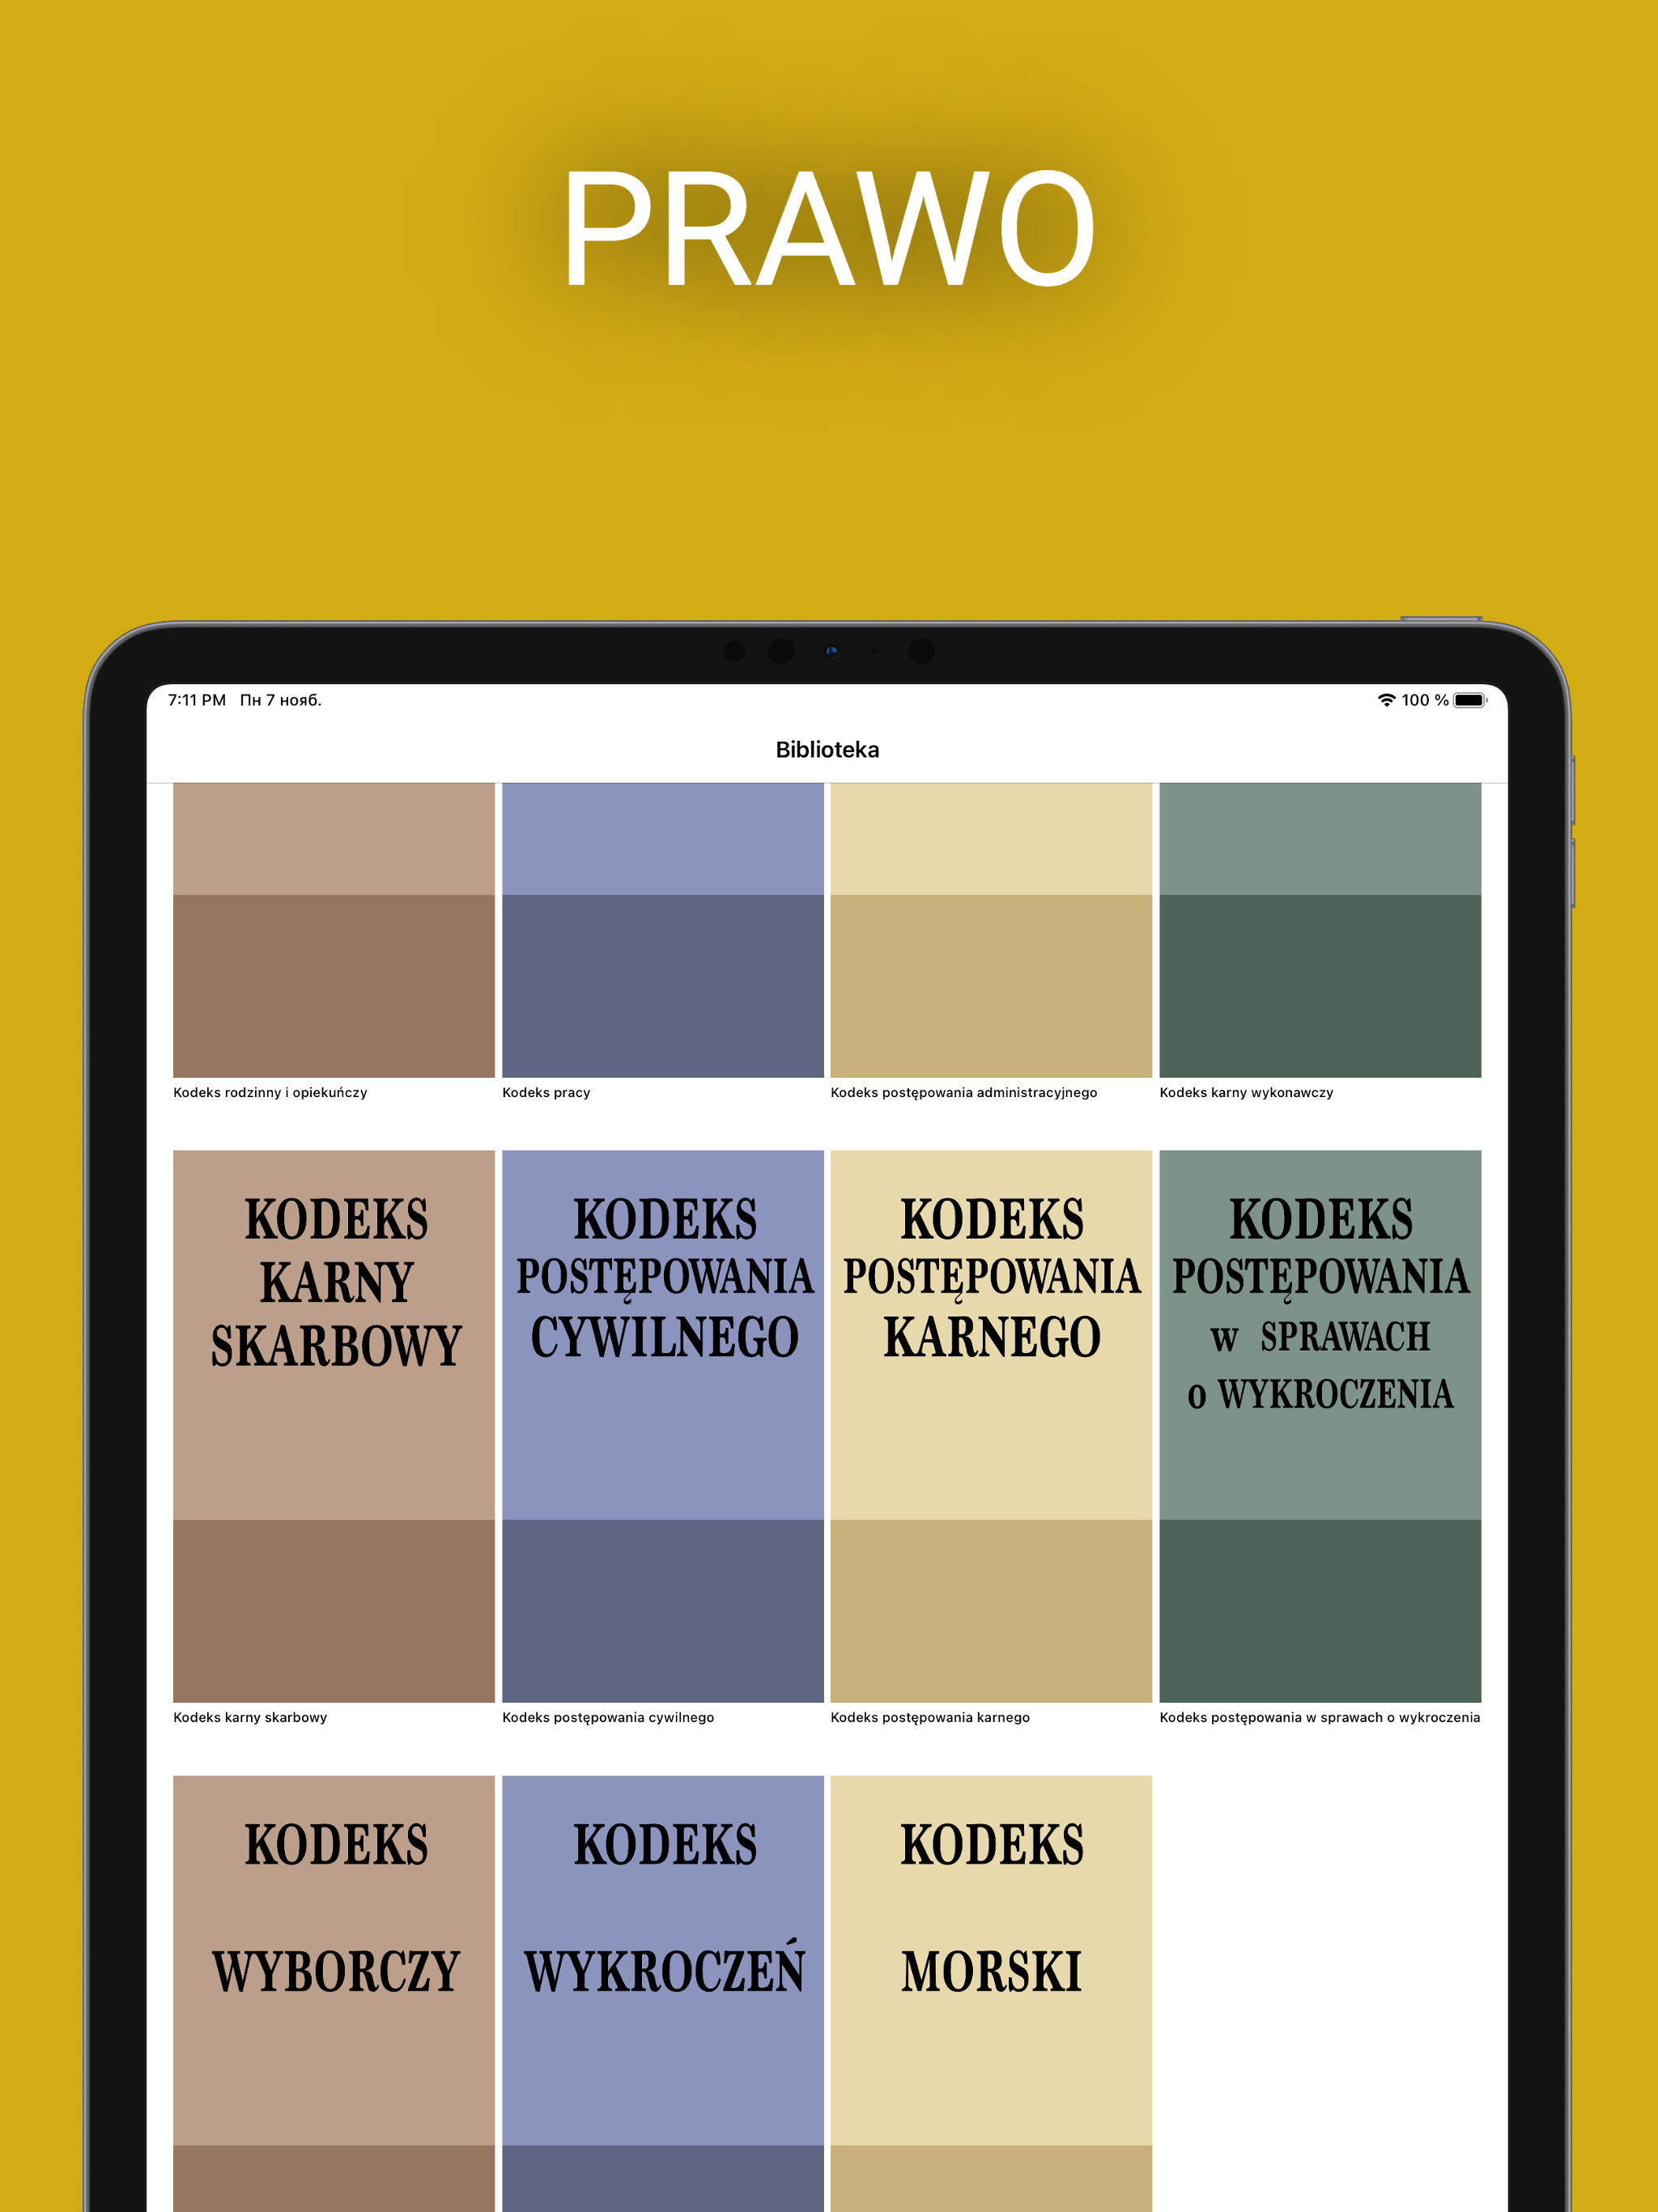 PRAWO
7:11 PM Пн 7 нояб.
100 %
Biblioteka
Kodeks rodzinny i opiekuńczy
Kodeks pracy
Kodeks postępowania administracyjnego
Kodeks karny wykonawczy
KODEKS
KARNY
SKARBOWY
KODEKS
POSTĘPOWANIA
CYWILNEGO
KODEKS
POSTĘPOWANIA
KARNEGO
KODEKS
POSTĘPOWANIA
w SPRAWACH
o WYKROCZENIA
Kodeks karny skarbowy
Kodeks postępowania cywilnego
Kodeks postępowania karnego
Kodeks postępowania w sprawach o wykroczenia
KODEKS
WYBORCZY
KODEKS
WYKROCZEŃ
KODEKS
MORSKI